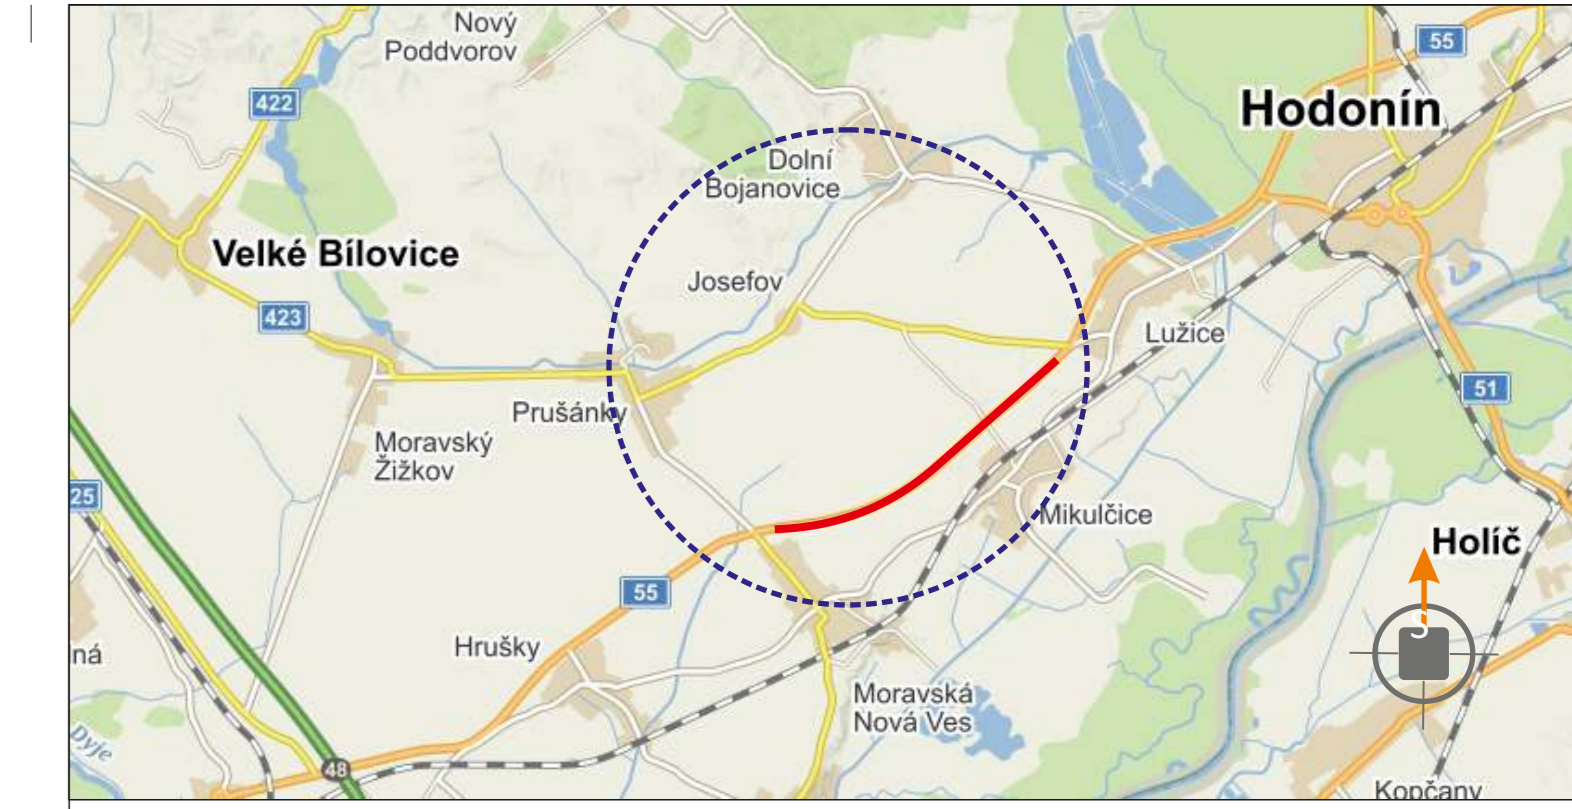 Nový
Poddvorov
55
422
Hodonín
Dolní
Bojanovice
Velké Bílovice
Josefov
423
Lužice
51
Prušánky
Moravský
Žižkov
25
Mikulčice
Holíč
55
S
Hrušky
ná
Moravská
Nová Ves
Dyje
48
Kopčany